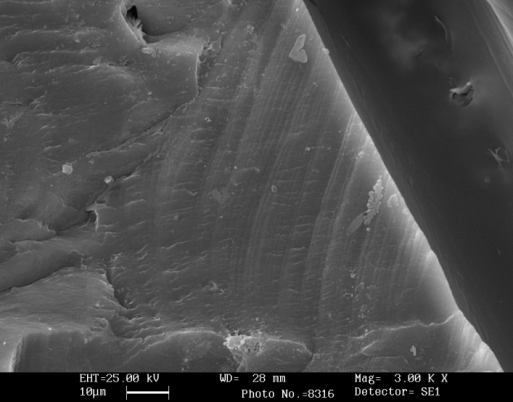 EHT=25.00 kV WD= 28 mm Mag= 3.00 K X
10μm Photo No.=8316 Detector= SE1